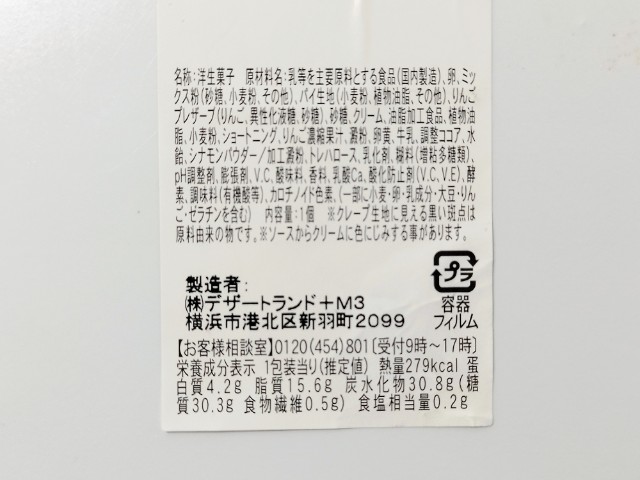 名称:洋生菓子 原材料名:乳等を主要原料とする食品(国内製造)、卵、ミッ
クス粉(砂糖、小麦粉、その他)、パイ生地(小麦粉、植物油脂、その他)、りんご
プレザーブ(りんご、異性化液糖、砂糖)、砂糖、クリーム、油脂加工食品、植物油
脂、小麦粉、ショートニング、りんご濃縮果汁、澱粉、卵黄、牛乳、調整ココア、水
飴、シナモンパウダー/加工澱粉、トレハロース、乳化剤、糊料(増粘多糖類)、
pH調整剤、膨張剤、V.C、酸味料、香料、乳酸Ca、酸化防止剤(V.C、V.E)、酵
素、調味料(有機酸等)、カロチノイド色素、(一部に小麦・卵・乳成分・大豆・りん
ご・ゼラチンを含む) 内容量:1個 ※クレープ生地に見える黒い斑点は
原料由来の物です。※ソースからクリームに色にじみする事があります。
製造者:
㈱デザートランド+M3
横浜市港北区新羽町2099
プラ
容器
フィルム
【お客様相談室】0120(454)801〔受付9時~17時〕
栄養成分表示 1包装当り(推定値) 熱量279kcal 蛋
白質4.2g 脂質15.6g 炭水化物30.8g(糖
質30.3g 食物繊維0.5g) 食塩相当量0.2g